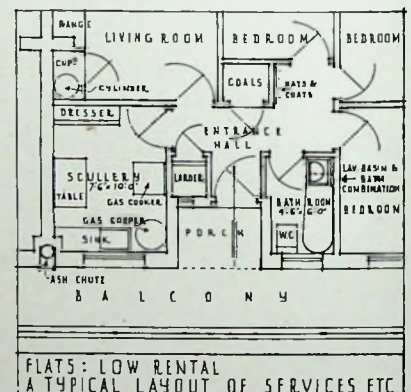 RANGE
LIVING ROOM
BEDROOM
BEDROOM
CUPD
CYLINDER
COALS
HATS &
COATS
DRESSER
ENTRANCE
HALL
SCULLERY
7'-6" x 10'-0"
TABLE
GAS COOKER
LARDER
LAV. BASIN &
BATH
COMBINATION
BATH ROOM
4'-6" x 6'-0"
BEDROOM
GAS COPPER
SINK
PORCH
W.C.
ASH CHUTE
BALCONY
FLATS: LOW RENTAL
A TYPICAL LAYOUT OF SERVICES ETC